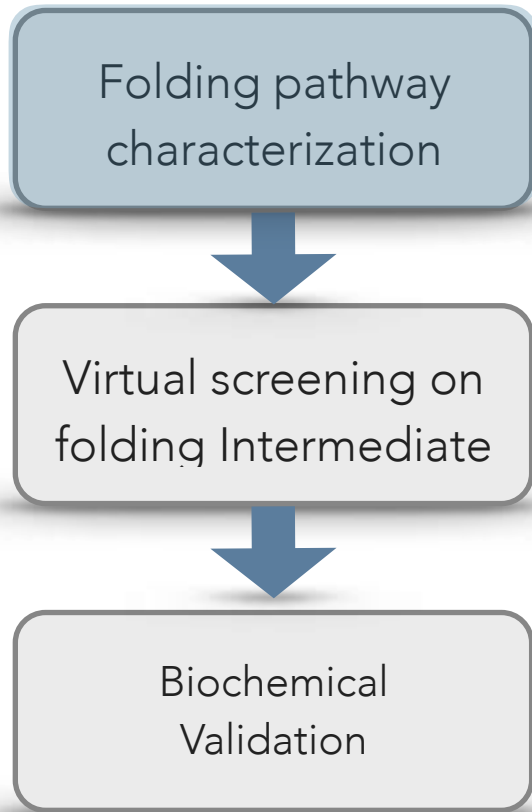 Folding pathway
characterization
Virtual screening on
folding Intermediate
Biochemical
Validation